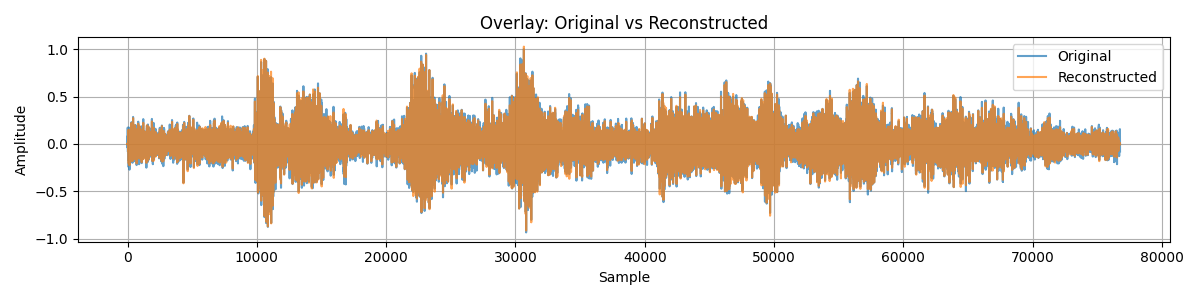 Overlay: Original vs Reconstructed
1.0
0.5
0.0
−0.5
−1.0
Amplitude
Original
Reconstructed
0 10000 20000 30000 40000 50000 60000 70000 80000
Sample